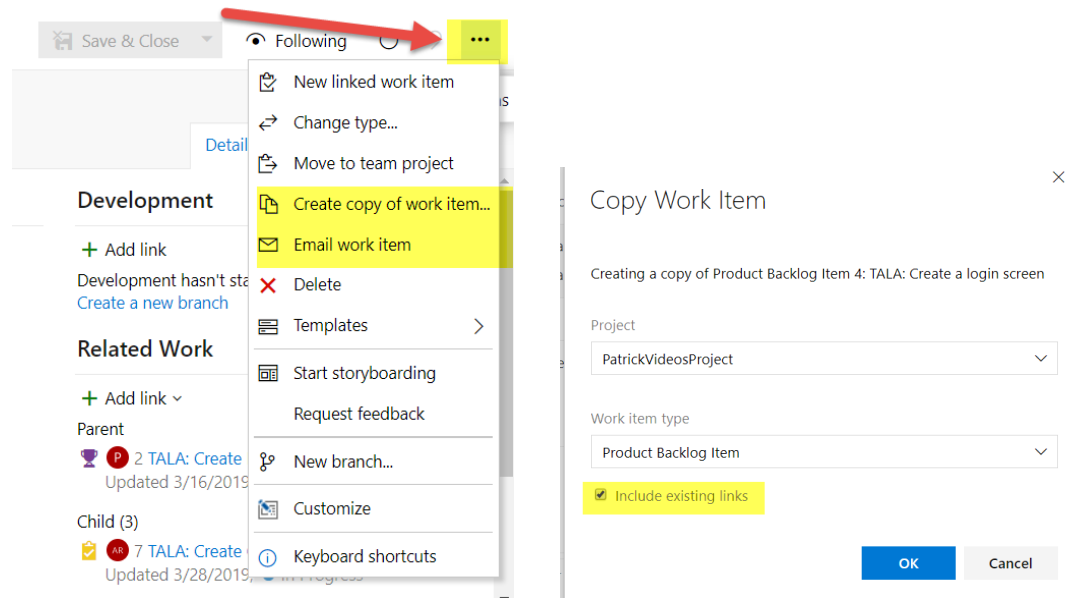 Save & Close
Following
...
New linked work item
Change type...
Move to team project
Create copy of work item...
Email work item
Delete
Templates
Start storyboarding
Request feedback
New branch...
Customize
Keyboard shortcuts
Detail
Development
Add link
Development hasn't sta
Create a new branch
Related Work
Add link
Parent
P 2 TALA: Create
Updated 3/16/2019
Child (3)
AR 7 TALA: Create
Updated 3/28/2019, In Progress
Copy Work Item
Creating a copy of Product Backlog Item 4: TALA: Create a login screen
Project
PatrickVideosProject
Work item type
Product Backlog Item
Include existing links
OK
Cancel